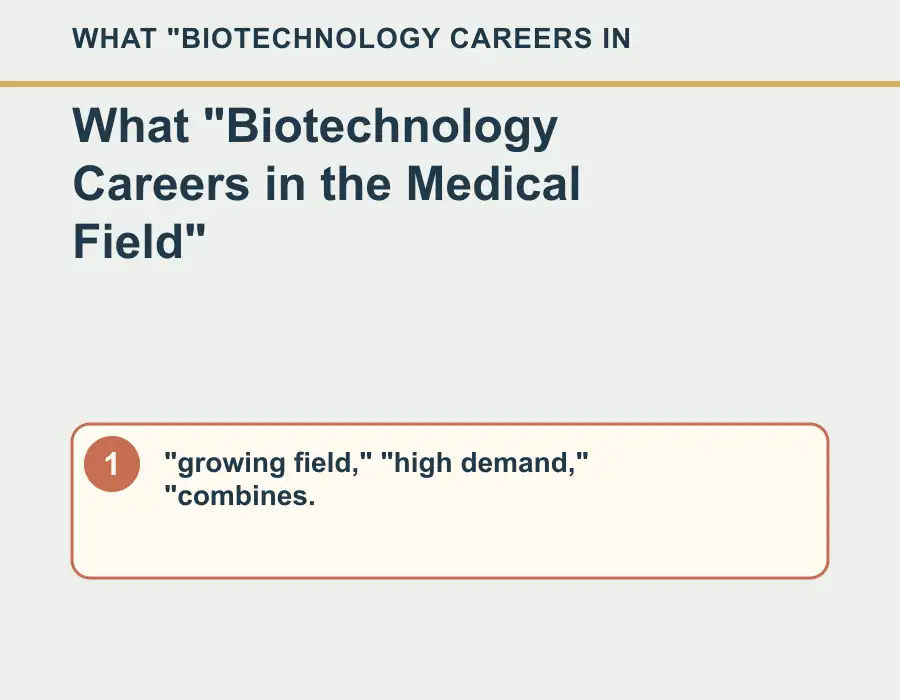 WHAT "BIOTECHNOLOGY CAREERS IN
What "Biotechnology
Careers in the Medical
Field"
1
"growing field," "high demand,"
"combines.